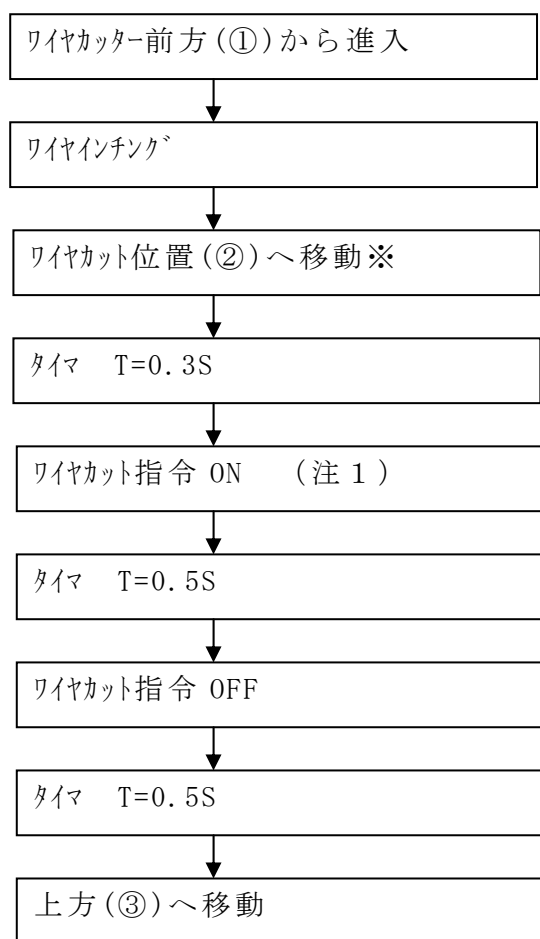 ﾜｲﾔｶｯﾀｰ前方(①)から進入
ﾜｲﾔｲﾝﾁﾝｸﾞ
ﾜｲﾔｶｯﾄ位置(②)へ移動※
ﾀｲﾏ T=0.3S
ﾜｲﾔｶｯﾄ指令 ON （注１）
ﾀｲﾏ T=0.5S
ﾜｲﾔｶｯﾄ指令 OFF
ﾀｲﾏ T=0.5S
上方(③)へ移動